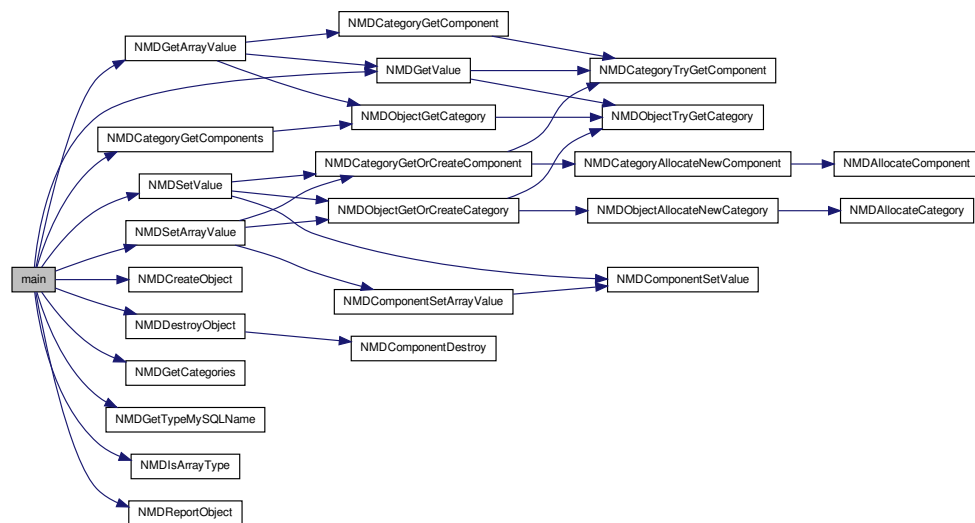 main
NMDGetArrayValue
NMDCategoryGetComponents
NMDSetValue
NMDSetArrayValue
NMDCreateObject
NMDDestroyObject
NMDGetCategories
NMDGetTypeMySQLName
NMDIsArrayType
NMDReportObject
NMDCategoryGetComponent
NMDGetValue
NMDObjectGetCategory
NMDCategoryGetOrCreateComponent
NMDObjectGetOrCreateCategory
NMDComponentSetArrayValue
NMDComponentDestroy
NMDCategoryTryGetComponent
NMDObjectTryGetCategory
NMDCategoryAllocateNewComponent
NMDObjectAllocateNewCategory
NMDComponentSetValue
NMDAllocateComponent
NMDAllocateCategory